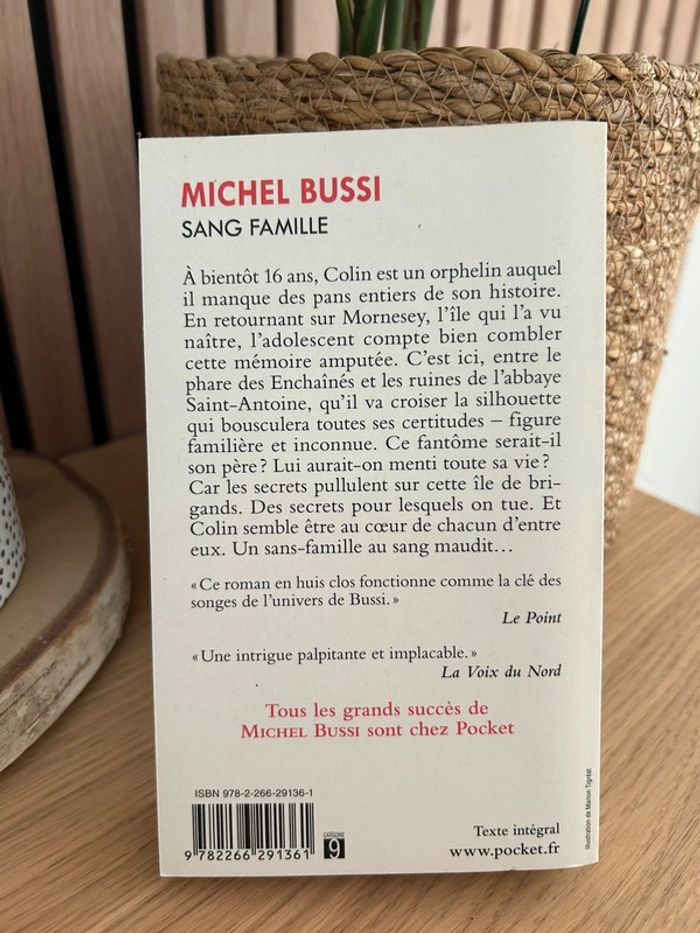 MICHEL BUSSI
SANG FAMILLE
À bientôt 16 ans, Colin est un orphelin auquel
il manque des pans entiers de son histoire.
En retournant sur Mornesey, l'île qui l'a vu
naître, l'adolescent compte bien combler
cette mémoire amputée. C'est ici, entre le
phare des Enchaînés et les ruines de l'abbaye
Saint-Antoine, qu'il va croiser la silhouette
qui bousculera toutes ses certitudes – figure
familière et inconnue. Ce fantôme serait-il
son père ? Lui aurait-on menti toute sa vie ?
Car les secrets pullulent sur cette île de bri-
gands. Des secrets pour lesquels on tue. Et
Colin semble être au cœur de chacun d'entre
eux. Un sans-famille au sang maudit…
« Ce roman en huis clos fonctionne comme la clé des
songes de l'univers de Bussi. »
Le Point
« Une intrigue palpitante et implacable. »
La Voix du Nord
Tous les grands succès de
MICHEL BUSSI sont chez Pocket
ISBN 978-2-266-29136-1
9 782266 291361
CATÉGORIE
9
Texte intégral
www.pocket.fr
Illustration de Marion Tigréat